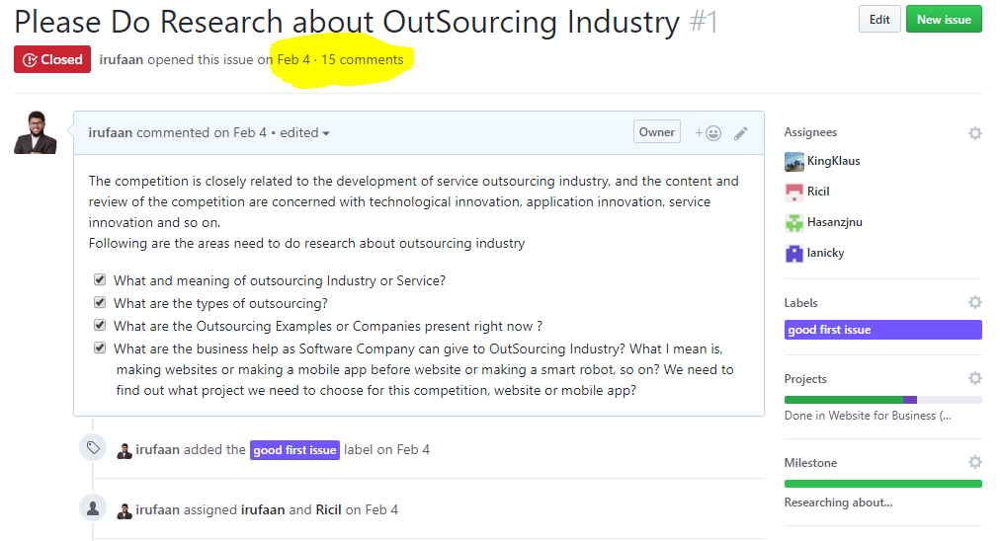 Please Do Research about OutSourcing Industry #1
Edit
New issue
Closed
irufaan opened this issue on Feb 4 · 15 comments
irufaan commented on Feb 4 • edited
Owner
The competition is closely related to the development of service outsourcing industry, and the content and
review of the competition are concerned with technological innovation, application innovation, service
innovation and so on.
Following are the areas need to do research about outsourcing industry
What and meaning of outsourcing Industry or Service?
What are the types of outsourcing?
What are the Outsourcing Examples or Companies present right now ?
What are the business help as Software Company can give to OutSourcing Industry? What I mean is,
making websites or making a mobile app before website or making a smart robot, so on? We need to
find out what project we need to choose for this competition, website or mobile app?
irufaan added the good first issue label on Feb 4
irufaan assigned irufaan and Ricil on Feb 4
Assignees
KingKlaus
Ricil
Hasanzjnu
lanicky
Labels
good first issue
Projects
Done in Website for Business (...
Milestone
Researching about...